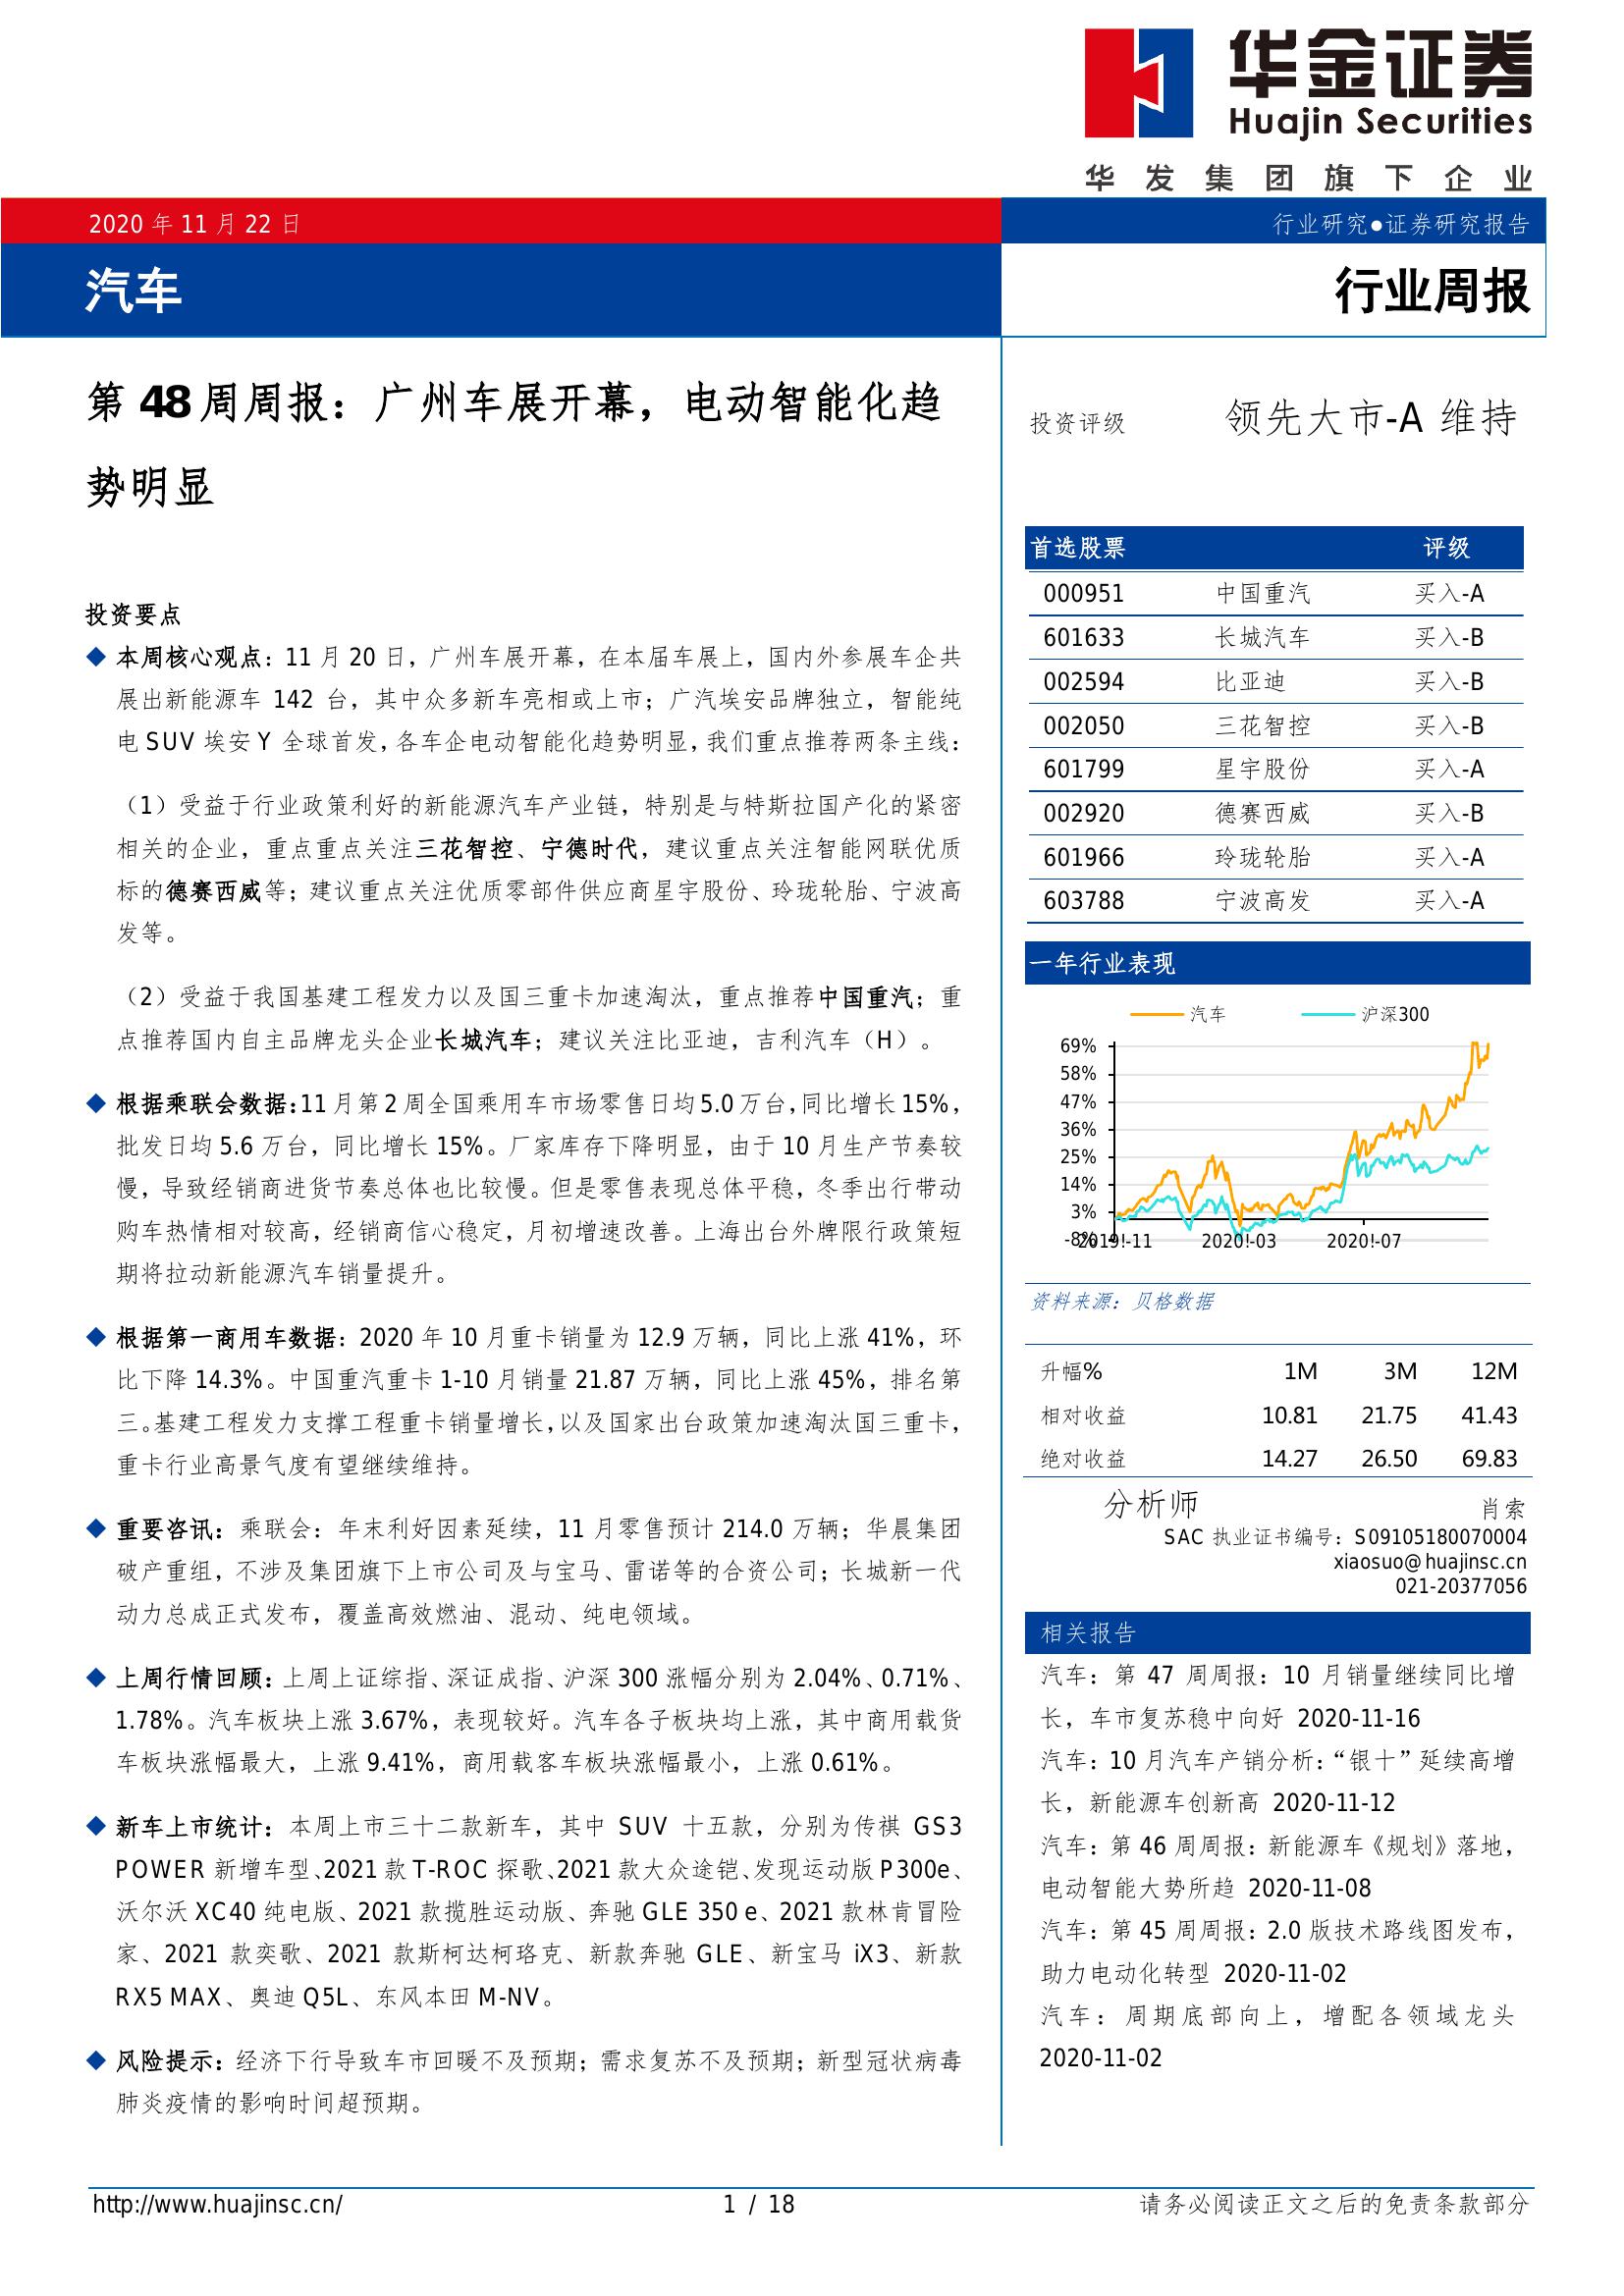 华金证券
Huajin Securities
华发集团旗下企业
2020 年 11 月 22 日
行业研究●证券研究报告
汽车
行业周报
第 48 周周报：广州车展开幕，电动智能化趋
势明显
投资要点
◆ 本周核心观点：11 月 20 日，广州车展开幕，在本届车展上，国内外参展车企共
展出新能源车 142 台，其中众多新车亮相或上市；广汽埃安品牌独立，智能纯
电 SUV 埃安 Y 全球首发，各车企电动智能化趋势明显，我们重点推荐两条主线：
（1）受益于行业政策利好的新能源汽车产业链，特别是与特斯拉国产化的紧密
相关的企业，重点重点关注三花智控、宁德时代，建议重点关注智能网联优质
标的德赛西威等；建议重点关注优质零部件供应商星宇股份、玲珑轮胎、宁波高
发等。
（2）受益于我国基建工程发力以及国三重卡加速淘汰，重点推荐中国重汽；重
点推荐国内自主品牌龙头企业长城汽车；建议关注比亚迪，吉利汽车（H）。
◆ 根据乘联会数据：11 月第 2 周全国乘用车市场零售日均 5.0 万台，同比增长 15%，
批发日均 5.6 万台，同比增长 15%。厂家库存下降明显，由于 10 月生产节奏较
慢，导致经销商进货节奏总体也比较慢。但是零售表现总体平稳，冬季出行带动
购车热情相对较高，经销商信心稳定，月初增速改善。上海出台外牌限行政策短
期将拉动新能源汽车销量提升。
◆ 根据第一商用车数据：2020 年 10 月重卡销量为 12.9 万辆，同比上涨 41%，环
比下降 14.3%。中国重汽重卡 1-10 月销量 21.87 万辆，同比上涨 45%，排名第
三。基建工程发力支撑工程重卡销量增长，以及国家出台政策加速淘汰国三重卡，
重卡行业高景气度有望继续维持。
◆ 重要咨讯：乘联会：年末利好因素延续，11 月零售预计 214.0 万辆；华晨集团
破产重组，不涉及集团旗下上市公司及与宝马、雷诺等的合资公司；长城新一代
动力总成正式发布，覆盖高效燃油、混动、纯电领域。
◆ 上周行情回顾：上周上证综指、深证成指、沪深 300 涨幅分别为 2.04%、0.71%、
1.78%。汽车板块上涨 3.67%，表现较好。汽车各子板块均上涨，其中商用载货
车板块涨幅最大，上涨 9.41%，商用载客车板块涨幅最小，上涨 0.61%。
◆ 新车上市统计：本周上市三十二款新车，其中 SUV 十五款，分别为传祺 GS3
POWER 新增车型、2021 款 T-ROC 探歌、2021 款大众途铠、发现运动版 P300e、
沃尔沃 XC40 纯电版、2021 款揽胜运动版、奔驰 GLE 350 e、2021 款林肯冒险
家、2021 款奕歌、2021 款斯柯达柯珞克、新款奔驰 GLE、新宝马 iX3、新款
RX5 MAX、奥迪 Q5L、东风本田 M-NV。
◆ 风险提示：经济下行导致车市回暖不及预期；需求复苏不及预期；新型冠状病毒
肺炎疫情的影响时间超预期。
投资评级 领先大市-A 维持
首选股票 评级
000951 中国重汽 买入-A
601633 长城汽车 买入-B
002594 比亚迪 买入-B
002050 三花智控 买入-B
601799 星宇股份 买入-A
002920 德赛西威 买入-B
601966 玲珑轮胎 买入-A
603788 宁波高发 买入-A
一年行业表现
汽车 沪深300
69%
58%
47%
36%
25%
14%
3%
-8%
2019!-11 2020!-03 2020!-07
资料来源：贝格数据
升幅% 1M 3M 12M
相对收益 10.81 21.75 41.43
绝对收益 14.27 26.50 69.83
分析师 肖索
SAC 执业证书编号：S09105180070004
xiaosuo@huajinsc.cn
021-20377056
相关报告
汽车：第 47 周周报：10 月销量继续同比增
长，车市复苏稳中向好 2020-11-16
汽车：10 月汽车产销分析：“银十”延续高增
长，新能源车创新高 2020-11-12
汽车：第 46 周周报：新能源车《规划》落地，
电动智能大势所趋 2020-11-08
汽车：第 45 周周报：2.0 版技术路线图发布，
助力电动化转型 2020-11-02
汽车：周期底部向上，增配各领域龙头
2020-11-02
http://www.huajinsc.cn/ 1 / 18 请务必阅读正文之后的免责条款部分